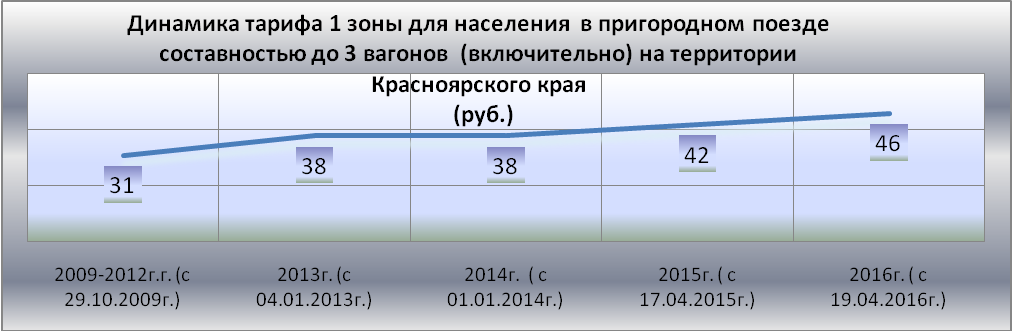 Динамика тарифа 1 зоны для населения в пригородном поезде
составностью до 3 вагонов (включительно) на территории
Красноярского края
(руб.)
31
38
38
42
46
2009-2012г.г. (с
29.10.2009г.)
2013г. (с
04.01.2013г.)
2014г. ( с
01.01.2014г.)
2015г. ( с
17.04.2015г.)
2016г. ( с
19.04.2016г.)